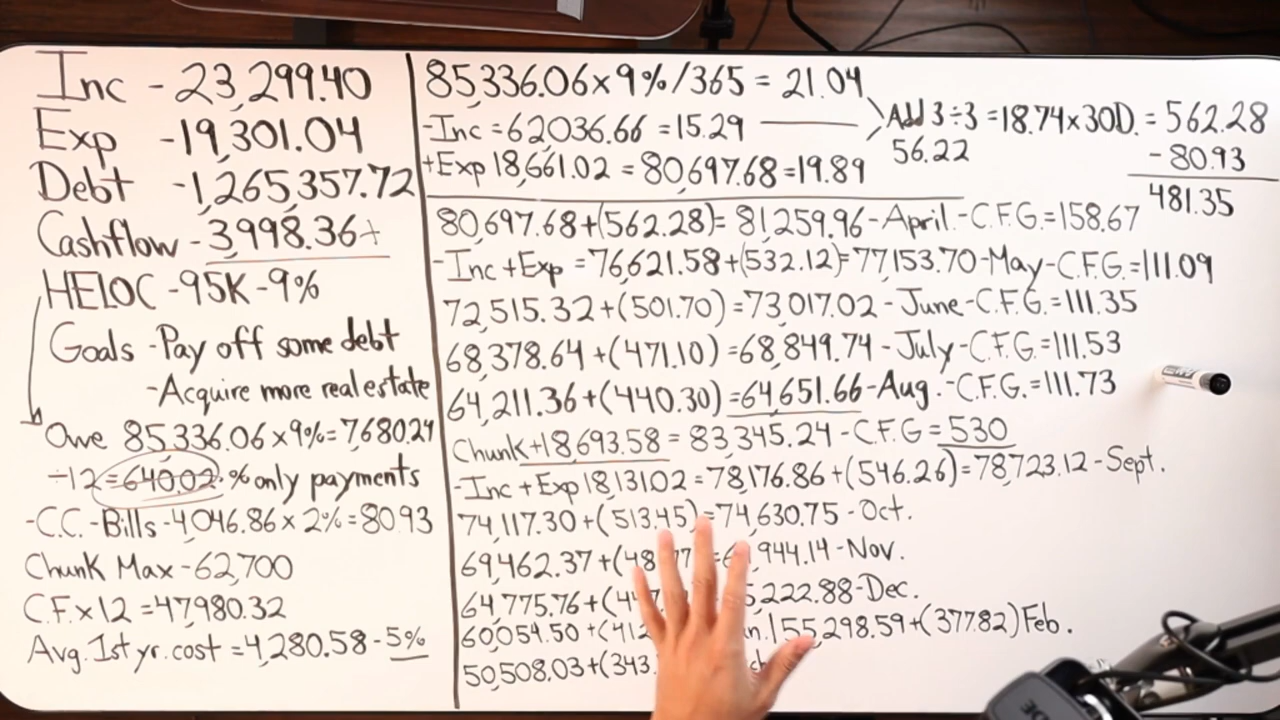 Inc - 23,299.40
Exp - 19,301.04
Debt - 1,265,357.72
Cashflow - 3,998.36+
HELOC - 95K - 9%
Goals - Pay off some debt
- Acquire more real estate
Owe 85,336.06 x 9% = 7,680.24
÷12 = 640.02 % only payments
- C.C. - Bills - 4,046.86 x 2% = 80.93
Chunk Max - 62,700
C.F. x 12 = 47,980.32
Avg. 1st yr. cost = 4,280.58 - 5%
85,336.06 x 9% / 365 = 21.04
- Inc = 62,036.66 = 15.29
+ Exp 18,661.02 = 80,697.68 = 19.89
Add 3 ÷ 3 = 18.74 x 30D. = 562.28
56.22
- 80.93
481.35
80,697.68 + (562.28) = 81,259.96 - April - C.F.G. = 158.67
- Inc + Exp = 76,621.58 + (532.12) = 77,153.70 - May - C.F.G. = 111.09
72,515.32 + (501.70) = 73,017.02 - June - C.F.G. = 111.35
68,378.64 + (471.10) = 68,849.74 - July - C.F.G. = 111.53
64,211.36 + (440.30) = 64,651.66 - Aug. - C.F.G. = 111.73
Chunk + 18,693.58 = 83,345.24 - C.F.G = 530
- Inc + Exp 18,131.02 = 78,176.86 + (546.26) = 78,723.12 - Sept.
74,117.30 + (513.45) = 74,630.75 - Oct.
69,462.37 + (48 944.14 - Nov.
64,775.76 + (4 222.88 - Dec.
60,054.50 + (412 55,298.59 + (377.82) Feb.
50,508.03 + (343.